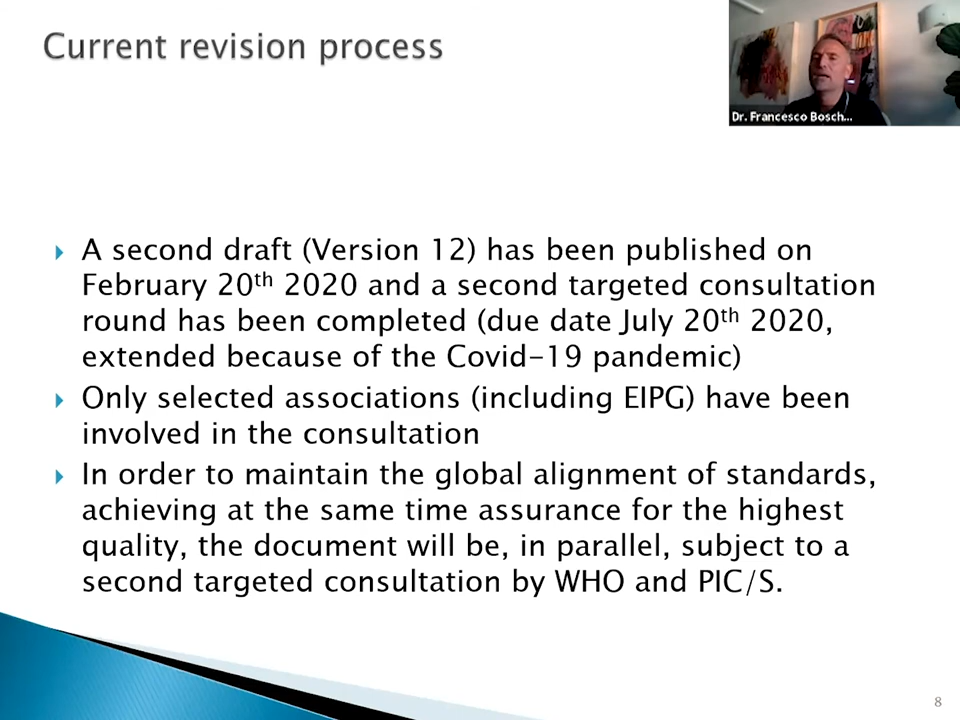 Current revision process
Dr. Francesco Bosch...
A second draft (Version 12) has been published on
February 20th 2020 and a second targeted consultation
round has been completed (due date July 20th 2020,
extended because of the Covid-19 pandemic)
Only selected associations (including EIPG) have been
involved in the consultation
In order to maintain the global alignment of standards,
achieving at the same time assurance for the highest
quality, the document will be, in parallel, subject to a
second targeted consultation by WHO and PIC/S.
8